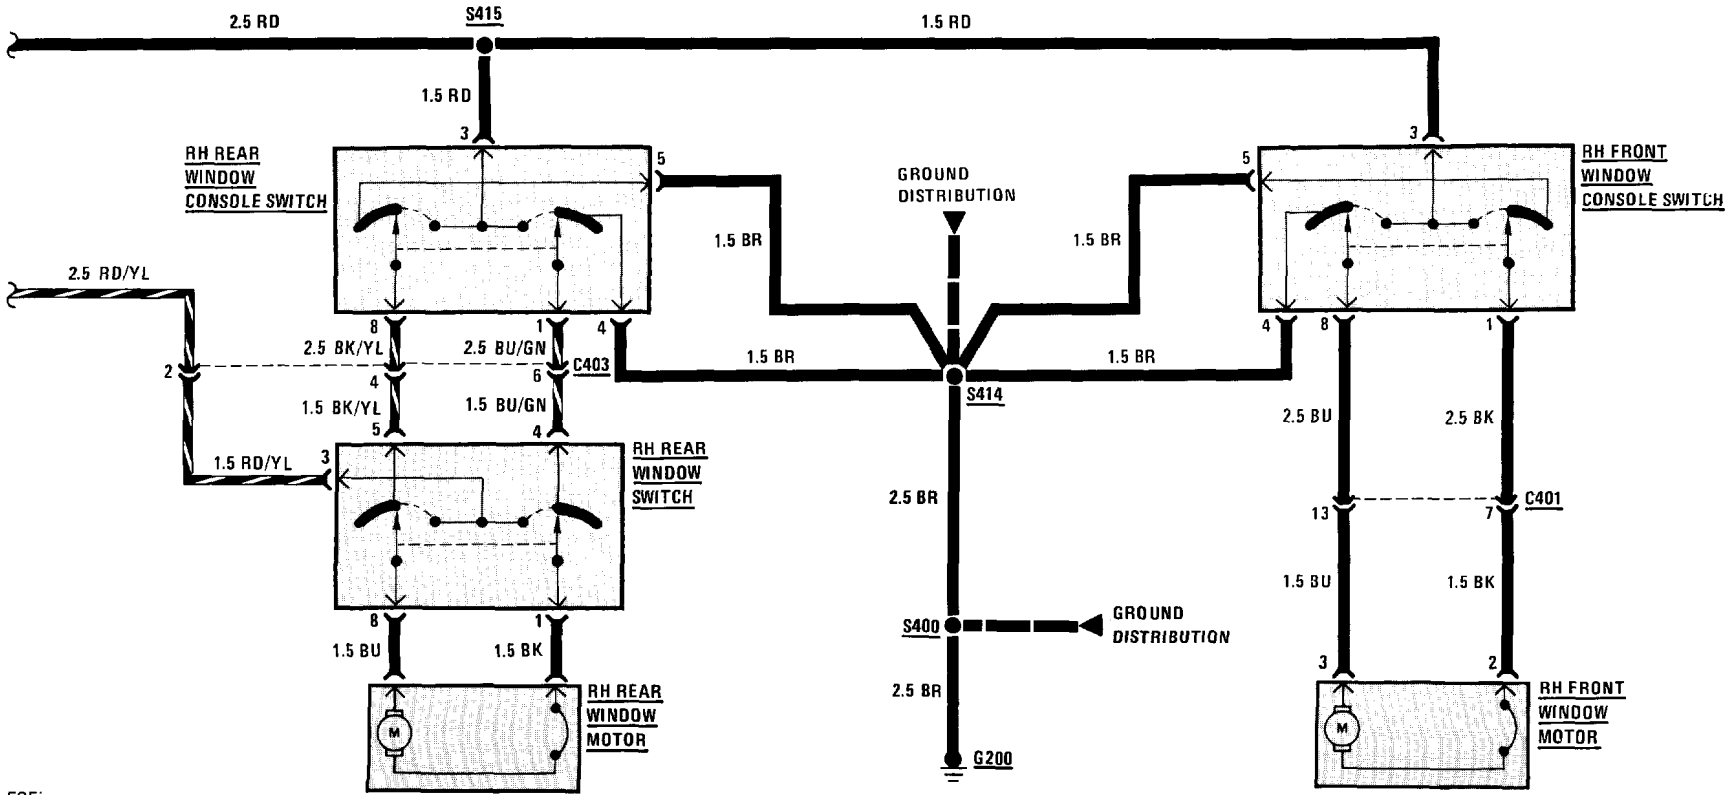 S415
2.5 RD
1.5 RD
1.5 RD
3
3
RH REAR
WINDOW
CONSOLE SWITCH
5
GROUND
DISTRIBUTION
5
RH FRONT
WINDOW
CONSOLE SWITCH
1.5 BR
1.5 BR
2.5 RD/YL
8
1
4
4
8
1
2.5 BK/YL
2.5 BU/GN
C403
1.5 BR
1.5 BR
2
4
6
S414
1.5 BK/YL
1.5 BU/GN
2.5 BU
2.5 BK
5
4
1.5 RD/YL
3
RH REAR
WINDOW
SWITCH
2.5 BR
C401
13
7
1.5 BU
1.5 BK
8
1
S400
GROUND
DISTRIBUTION
1.5 BU
1.5 BK
3
2
2.5 BR
RH REAR
WINDOW
MOTOR
M
RH FRONT
WINDOW
MOTOR
M
G200